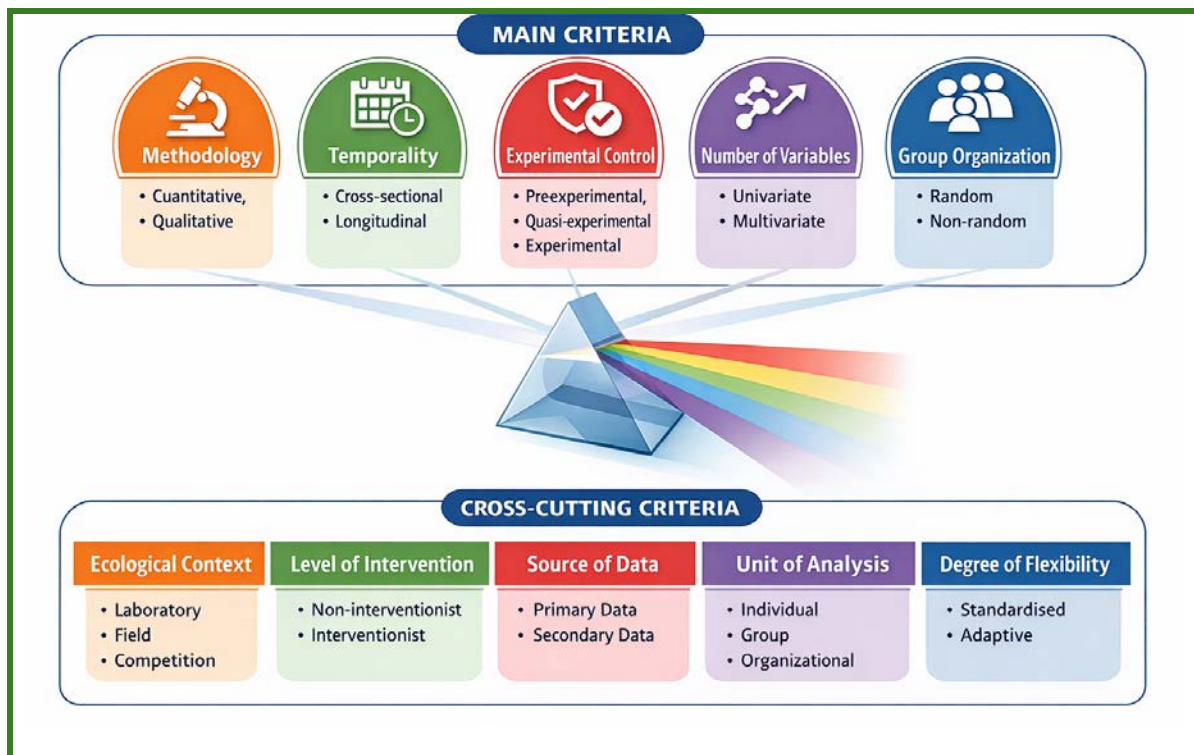 MAIN CRITERIA
Methodology
• Cuantitative,
• Qualitative
Temporality
• Cross-sectional
• Longitudinal
Experimental Control
• Preexperimental,
• Quasi-experimental
• Experimental
Number of Variables
• Univariate
• Multivariate
Group Organization
• Random
• Non-random
CROSS-CUTTING CRITERIA
Ecological Context
• Laboratory
• Field
• Competition
Level of Intervention
• Non-interventionist
• Interventionist
Source of Data
• Primary Data
• Secondary Data
Unit of Analysis
• Individual
• Group
• Organizational
Degree of Flexibility
• Standardised
• Adaptive